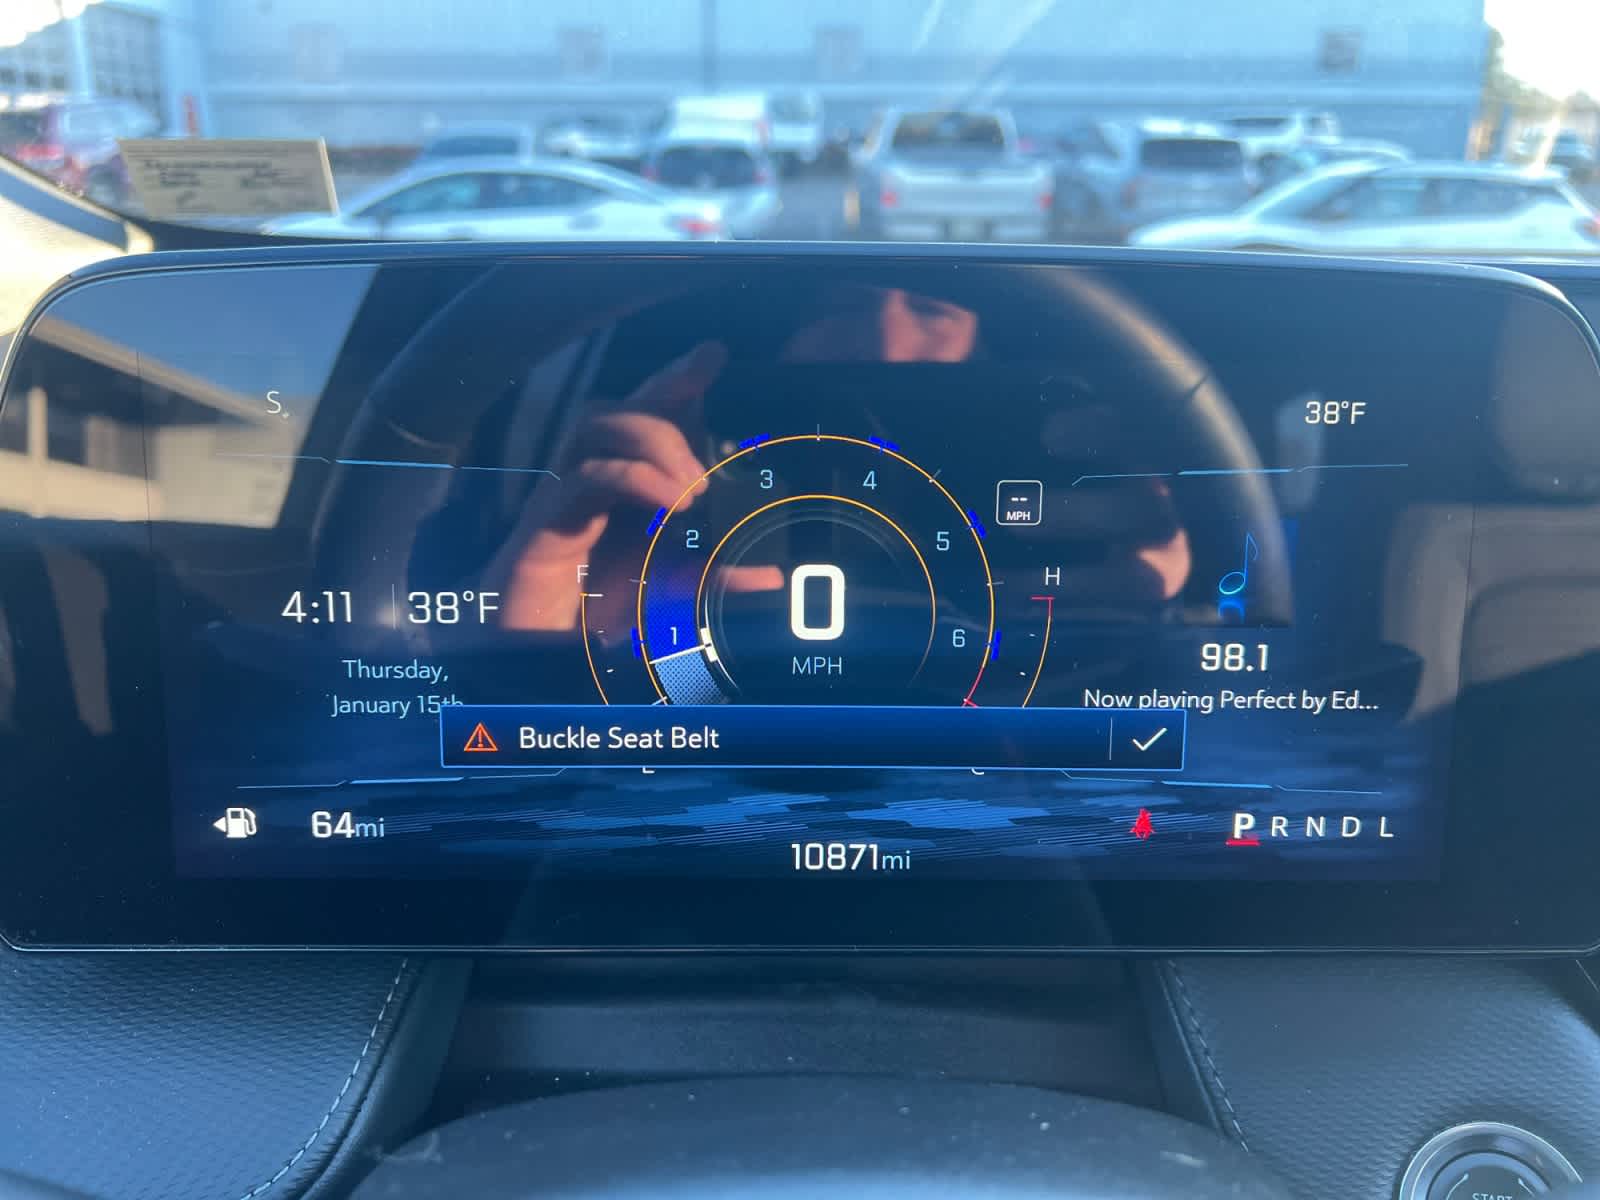 S
38°F
3 4
2 5
1 6
-- MPH
F
H
0
MPH
4:11 38°F
Thursday,
January 15th
98.1
Now playing Perfect by Ed...
Buckle Seat Belt
64mi
P R N D L
10871mi
START